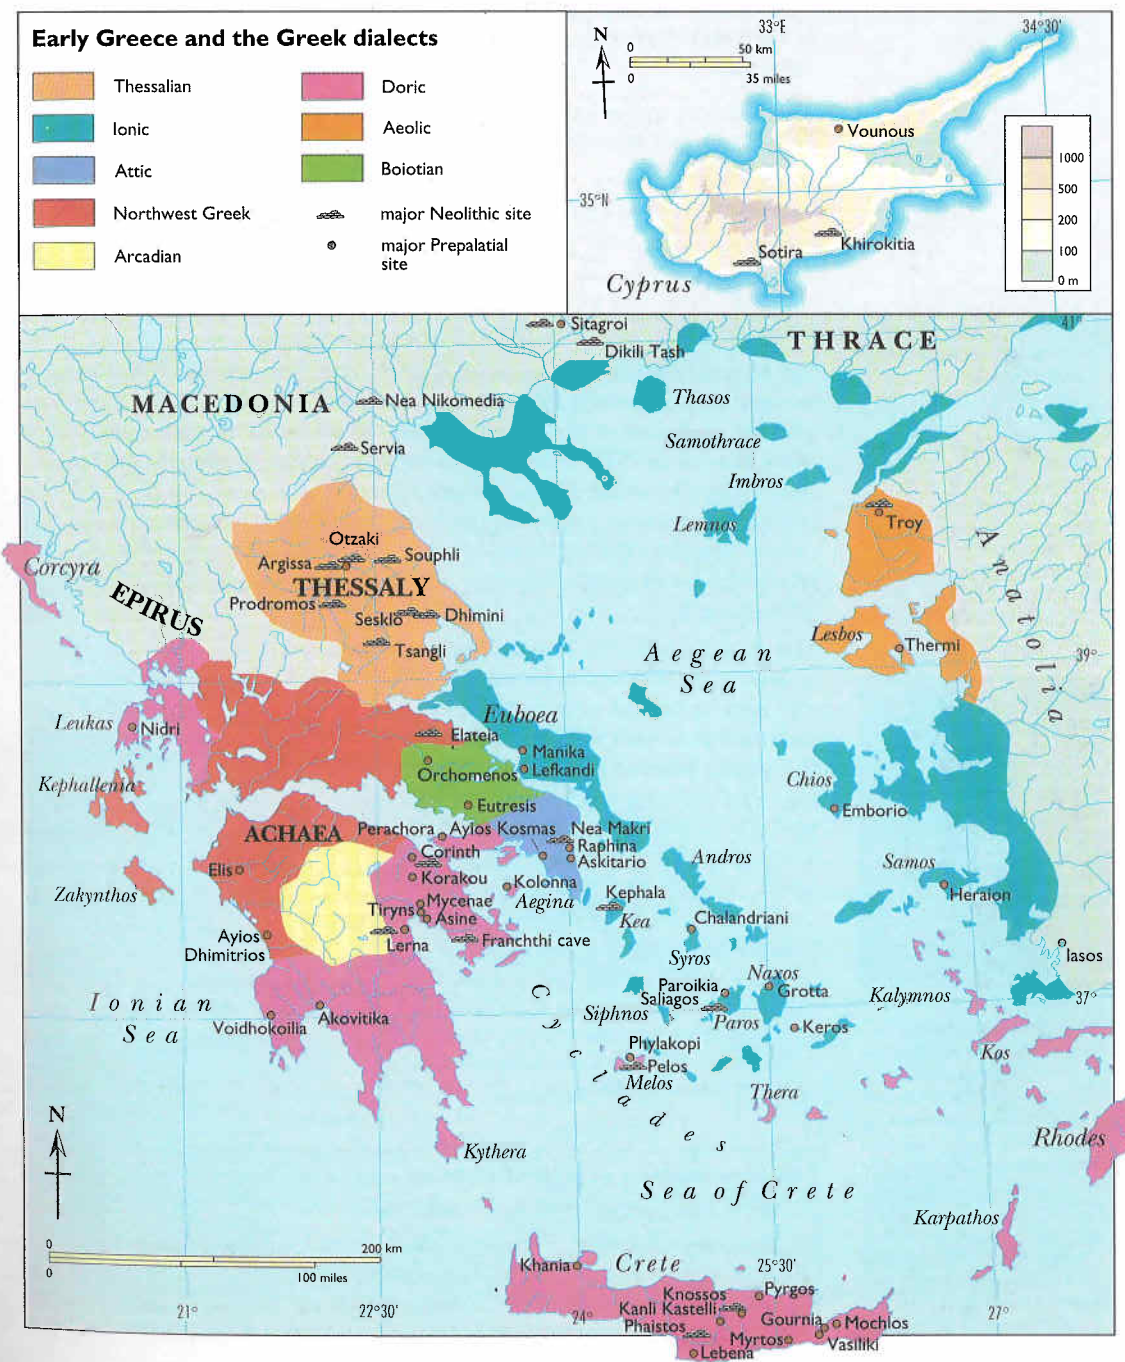 Early Greece and the Greek dialects
Thessalian
Ionic
Attic
Northwest Greek
Arcadian
Doric
Aeolic
Boiotian
major Neolithic site
major Prepalatial
site
N
0
50 km
0
35 miles
33°E
34°30'
35°N
Vounous
Khirokitia
Sotira
Cyprus
1000
500
200
100
0 m
41°
Sitagroi
Dikili Tash
THRACE
MACEDONIA
Nea Nikomedia
Thasos
Servia
Samothrace
Imbros
Lemnos
Troy
Otzaki
Argissa
Souphli
THESSALY
Corcyra
EPIRUS
Prodromos
Sesklo
Dhimini
Tsangli
Lesbos
Thermi
Anatolia
39°
Aegean
Sea
Leukas
Nidri
Euboea
Elateia
Manika
Orchomenos
Lefkandi
Kephallenia
Chios
Emborio
Eutresis
ACHAEA
Perachora
Ayios Kosmas
Nea Makri
Raphina
Askitario
Corinth
Andros
Samos
Elis
Korakou
Kolonna
Aegina
Kephala
Kea
Heraion
Zakynthos
Mycenae
Tiryns
Asine
Chalandriani
Ayios
Dhimitrios
Lerna
Franchthi cave
Syros
Iasos
Naxos
Paroikia
Grotta
Saliagos
Kalymnos
37°
Ionian
Sea
Siphnos
Paros
Voidhokoilia
Akovitika
Keros
Cyclades
Phylakopi
Pelos
Melos
Kos
Thera
N
Rhodes
Kythera
Sea of Crete
Karpathos
0
200 km
0
100 miles
Khania
Crete
25°30'
Knossos
Pyrgos
Kanli Kastelli
Gournia
Mochlos
Phaistos
Myrtos
Vasiliki
Lebena
21°
22°30'
24°
27°